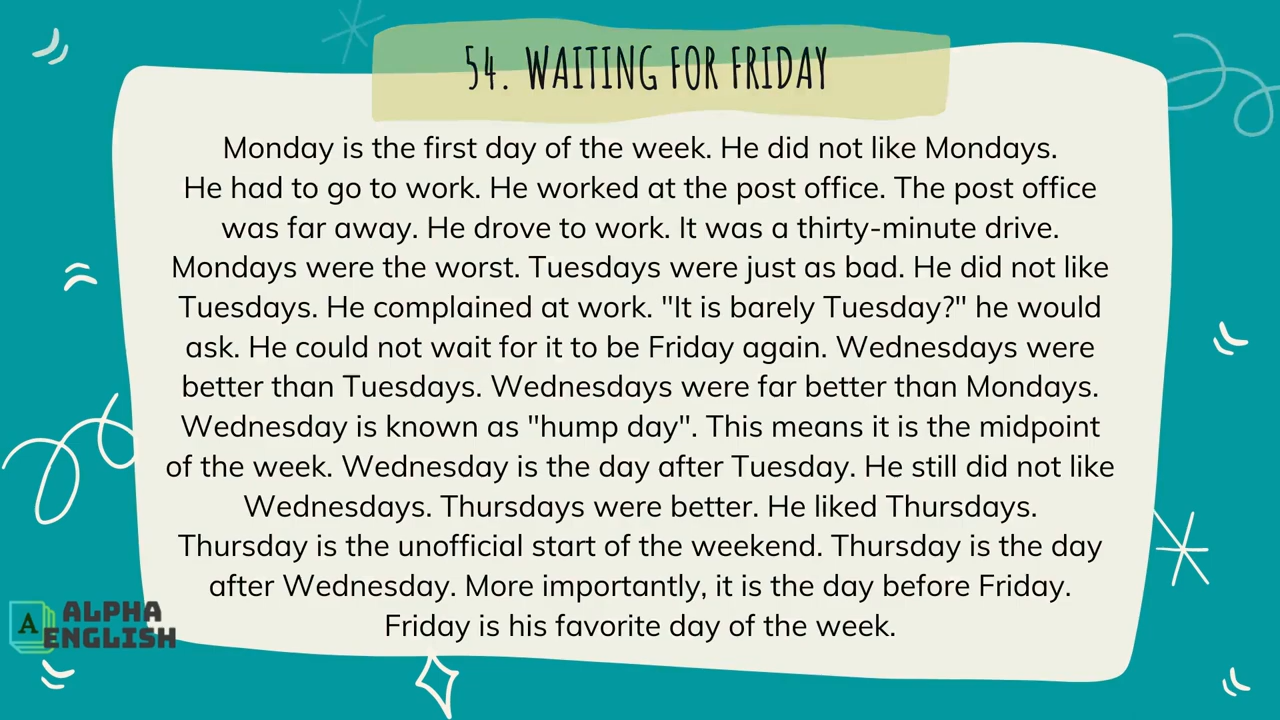 54. WAITING FOR FRIDAY
Monday is the first day of the week. He did not like Mondays.
He had to go to work. He worked at the post office. The post office
was far away. He drove to work. It was a thirty-minute drive.
Mondays were the worst. Tuesdays were just as bad. He did not like
Tuesdays. He complained at work. "It is barely Tuesday?" he would
ask. He could not wait for it to be Friday again. Wednesdays were
better than Tuesdays. Wednesdays were far better than Mondays.
Wednesday is known as "hump day". This means it is the midpoint
of the week. Wednesday is the day after Tuesday. He still did not like
Wednesdays. Thursdays were better. He liked Thursdays.
Thursday is the unofficial start of the weekend. Thursday is the day
after Wednesday. More importantly, it is the day before Friday.
Friday is his favorite day of the week.
A
ALPHA
ENGLISH